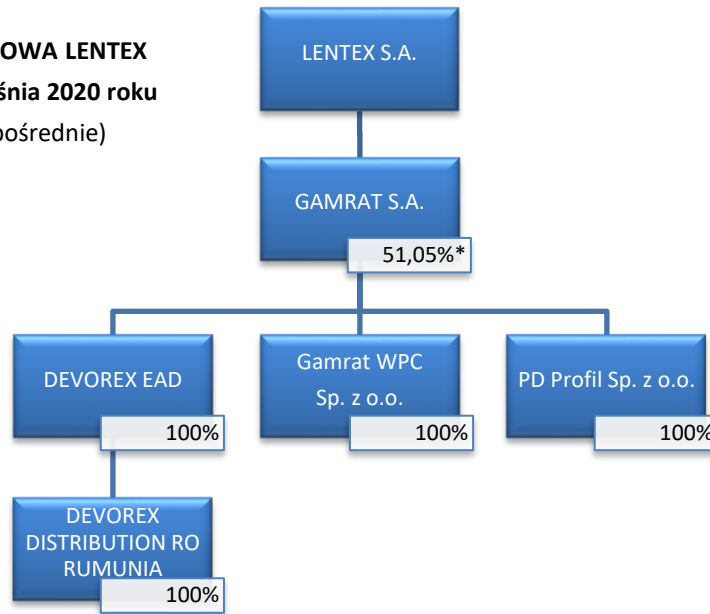 OWA LENTEX
śnia 2020 roku
pośrednie)
LENTEX S.A.
GAMRAT S.A.
51,05%*
DEVOREX EAD
100%
Gamrat WPC
Sp. z o.o.
100%
PD Profil Sp. z o.o.
100%
DEVOREX
DISTRIBUTION RO
RUMUNIA
100%